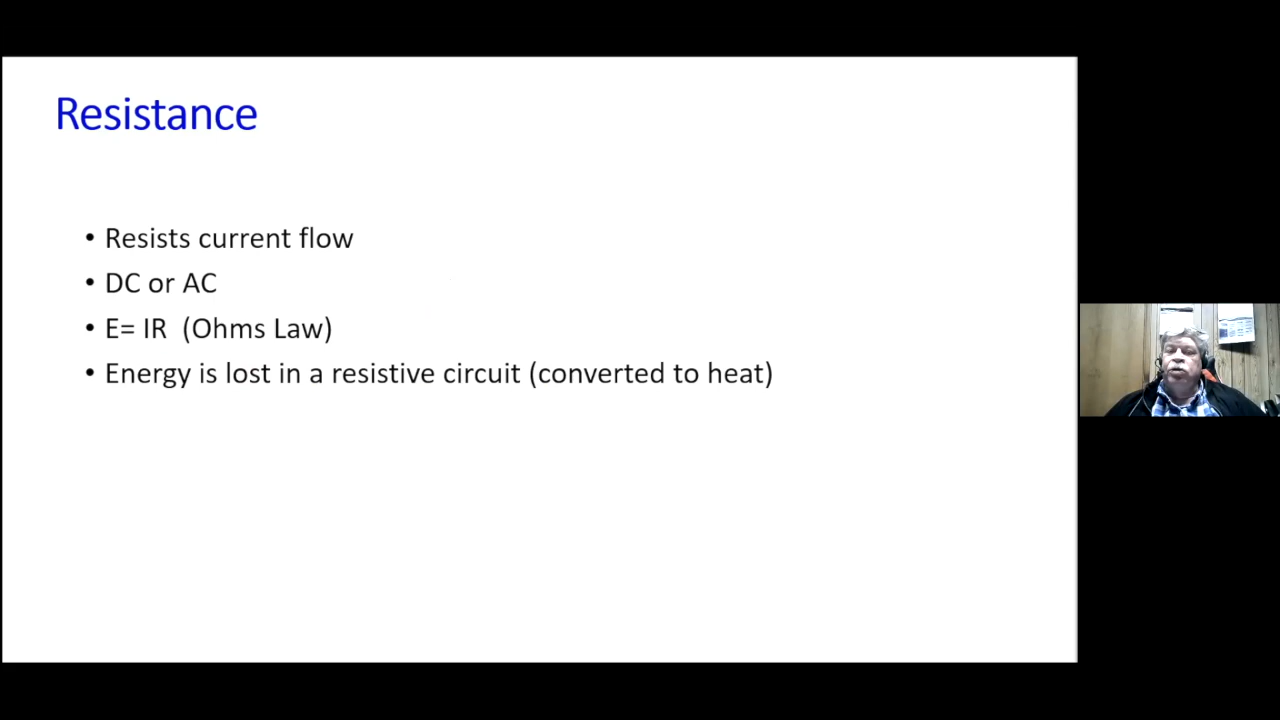 Resistance
• Resists current flow
• DC or AC
• E= IR  (Ohms Law)
• Energy is lost in a resistive circuit (converted to heat)